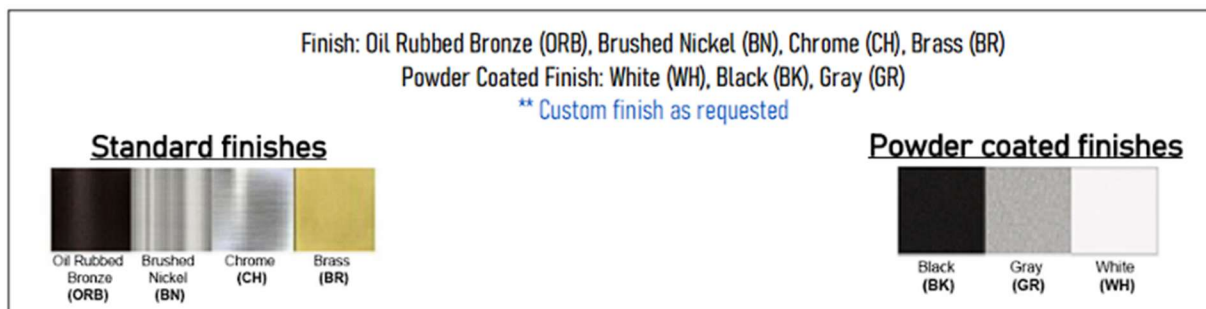 Finish: Oil Rubbed Bronze (ORB), Brushed Nickel (BN), Chrome (CH), Brass (BR)
Powder Coated Finish: White (WH), Black (BK), Gray (GR)
** Custom finish as requested
Standard finishes
Oil Rubbed
Bronze
(ORB)
Brushed
Nickel
(BN)
Chrome
(CH)
Brass
(BR)
Powder coated finishes
Black
(BK)
Gray
(GR)
White
(WH)